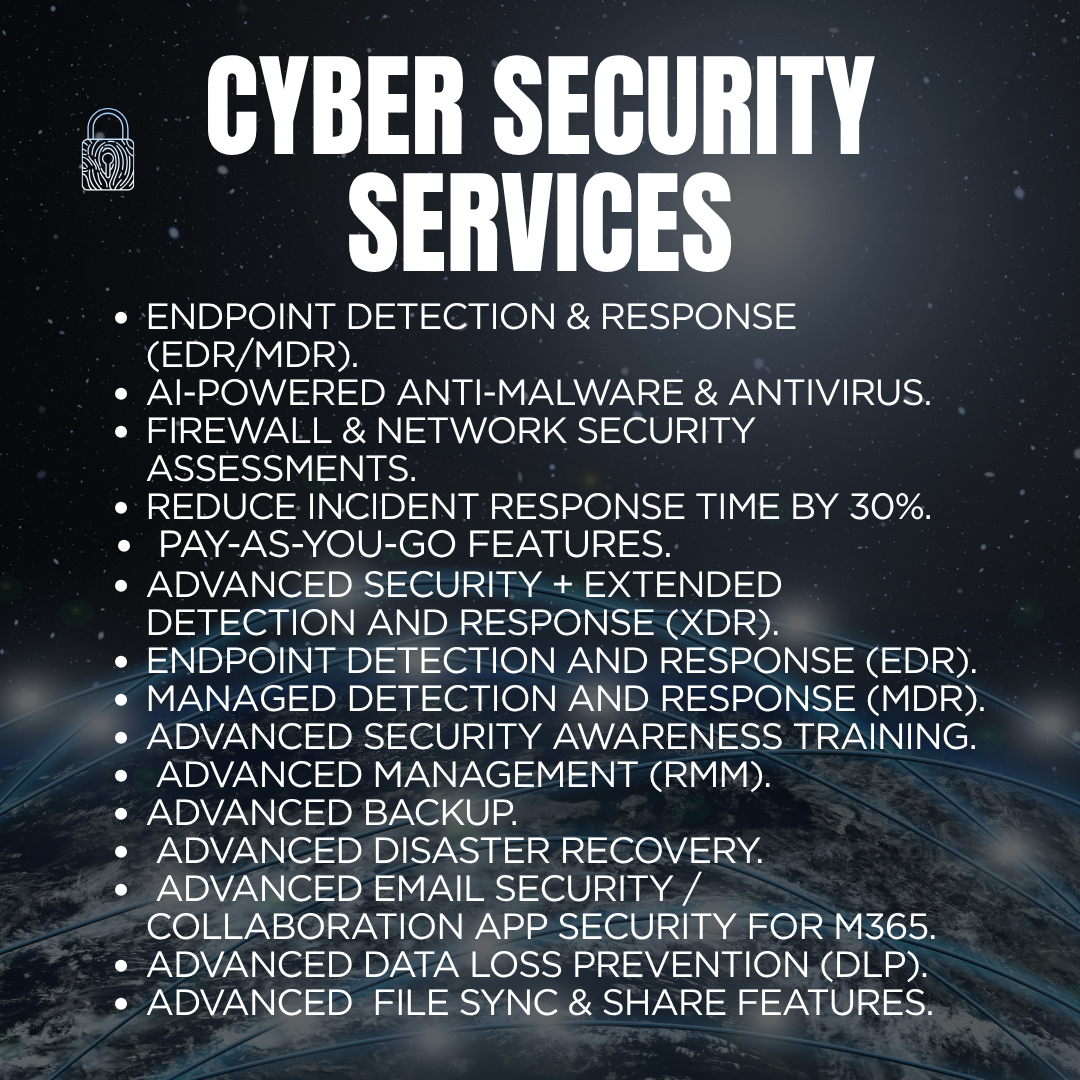 CYBER SECURITY
SERVICES
• ENDPOINT DETECTION & RESPONSE
(EDR/MDR).
• AI-POWERED ANTI-MALWARE & ANTIVIRUS.
• FIREWALL & NETWORK SECURITY
ASSESSMENTS.
• REDUCE INCIDENT RESPONSE TIME BY 30%.
• PAY-AS-YOU-GO FEATURES.
• ADVANCED SECURITY + EXTENDED
DETECTION AND RESPONSE (XDR).
• ENDPOINT DETECTION AND RESPONSE (EDR).
• MANAGED DETECTION AND RESPONSE (MDR).
• ADVANCED SECURITY AWARENESS TRAINING.
• ADVANCED MANAGEMENT (RMM).
• ADVANCED BACKUP.
• ADVANCED DISASTER RECOVERY.
• ADVANCED EMAIL SECURITY /
COLLABORATION APP SECURITY FOR M365.
• ADVANCED DATA LOSS PREVENTION (DLP).
• ADVANCED FILE SYNC & SHARE FEATURES.